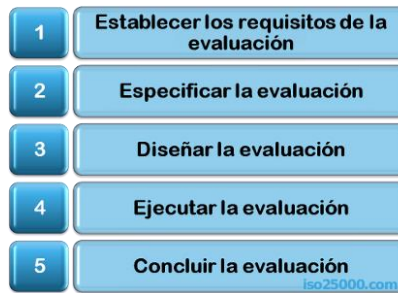 1
Establecer los requisitos de la
evaluación
2
Especificar la evaluación
3
Diseñar la evaluación
4
Ejecutar la evaluación
5
Concluir la evaluación
iso25000.com